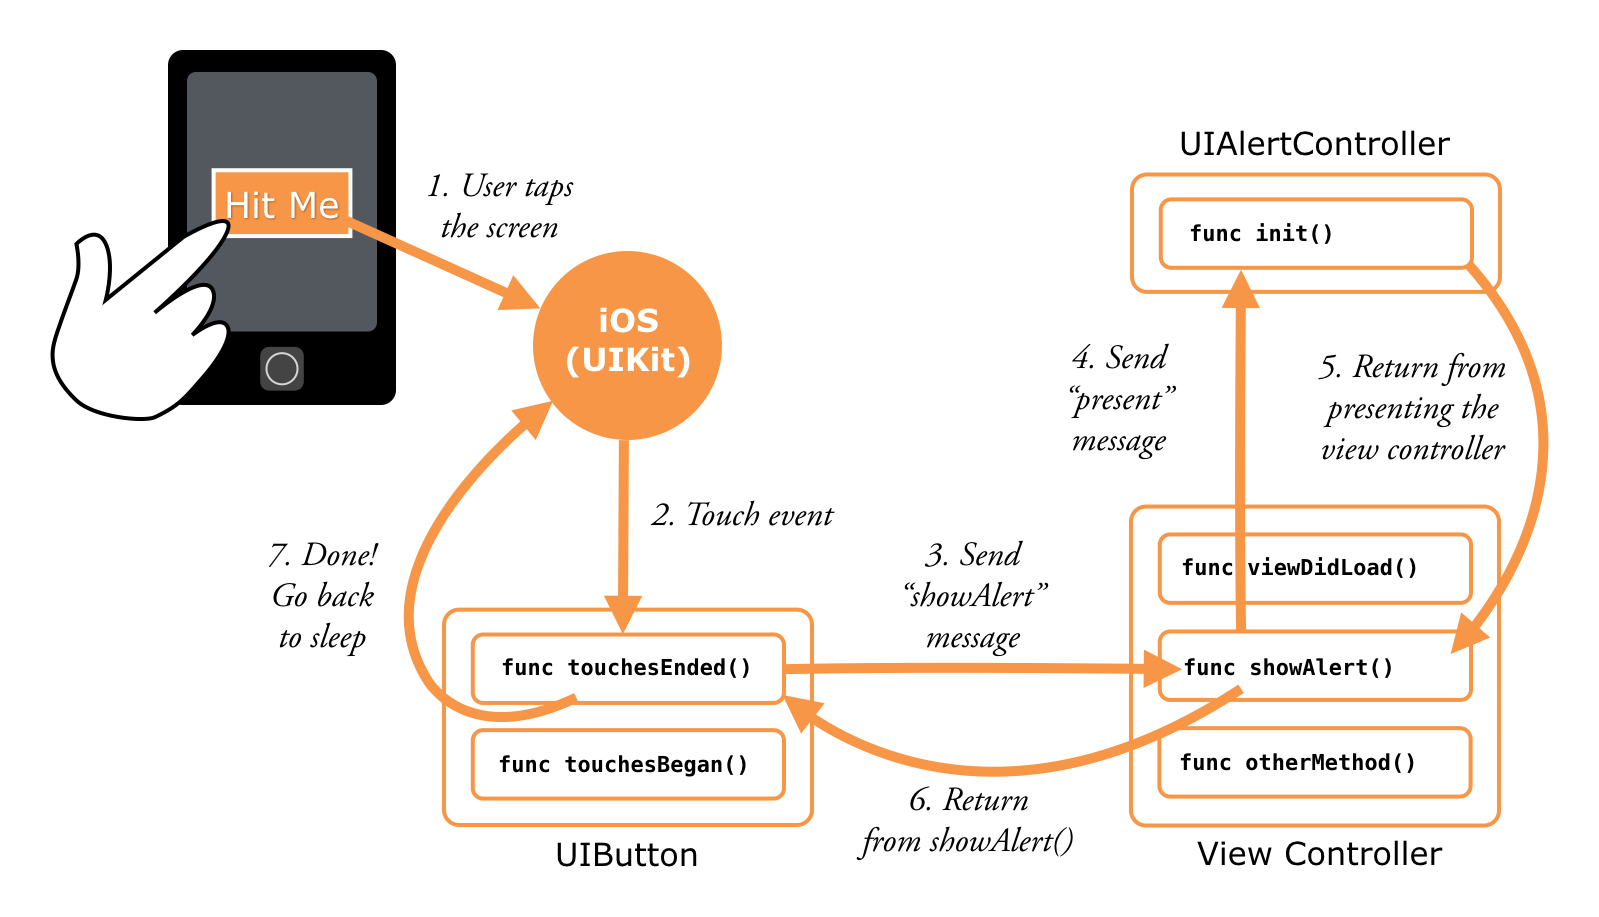 Hit Me
1. User taps
the screen
iOS
(UIKit)
UIAlertController
func init()
4. Send
“present”
message
5. Return from
presenting the
view controller
2. Touch event
7. Done!
Go back
to sleep
3. Send
“showAlert”
message
func viewDidLoad()
func touchesEnded()
func showAlert()
func touchesBegan()
func otherMethod()
6. Return
from showAlert()
UIButton
View Controller